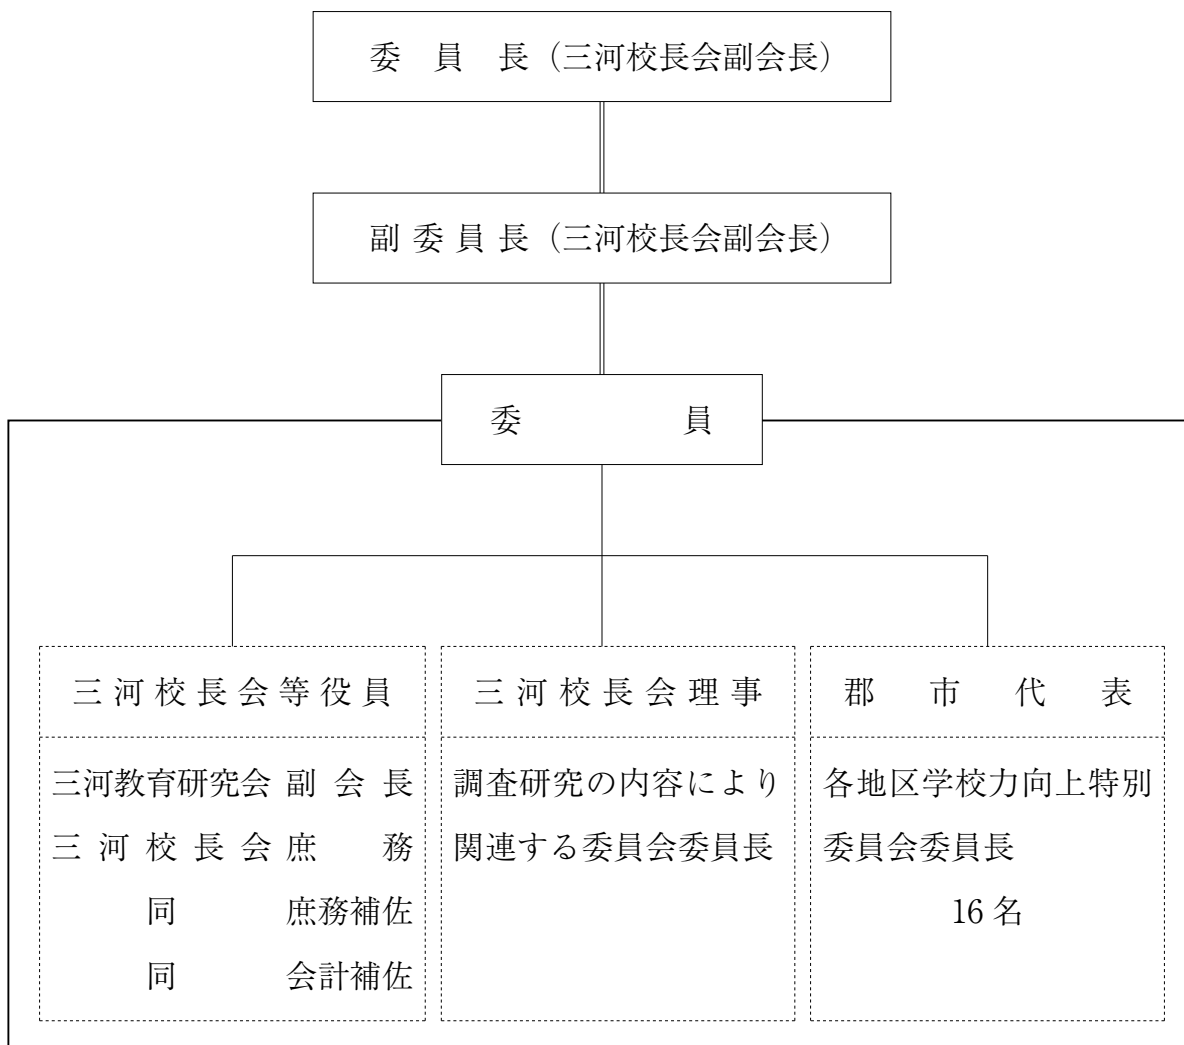 委員長（三河校長会副会長）
副委員長（三河校長会副会長）
委員
三河校長会等役員
三河教育研究会 副会長
三河校長会 庶務
同 庶務補佐
同 会計補佐
三河校長会理事
調査研究の内容により
関連する委員会委員長
郡市代表
各地区学校力向上特別
委員会委員長
16 名